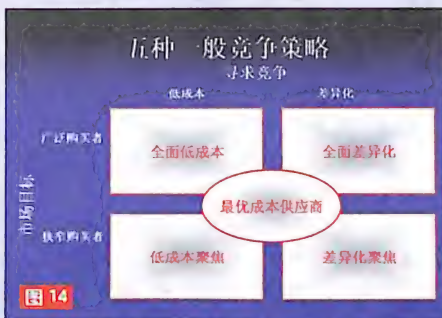 五种一般竞争策略
寻求竞争
低成本
差异化
广泛购买者
全面低成本
全面差异化
市场目标
最优成本供应商
狭窄购买者
低成本聚焦
差异化聚焦
图 14